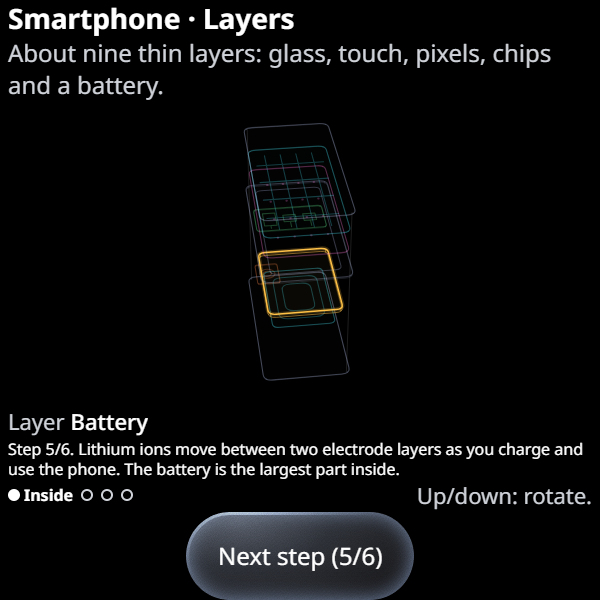 Smartphone · Layers
About nine thin layers: glass, touch, pixels, chips
and a battery.
Layer Battery
Step 5/6. Lithium ions move between two electrode layers as you charge and
use the phone. The battery is the largest part inside.
Inside
Up/down: rotate.
Next step (5/6)